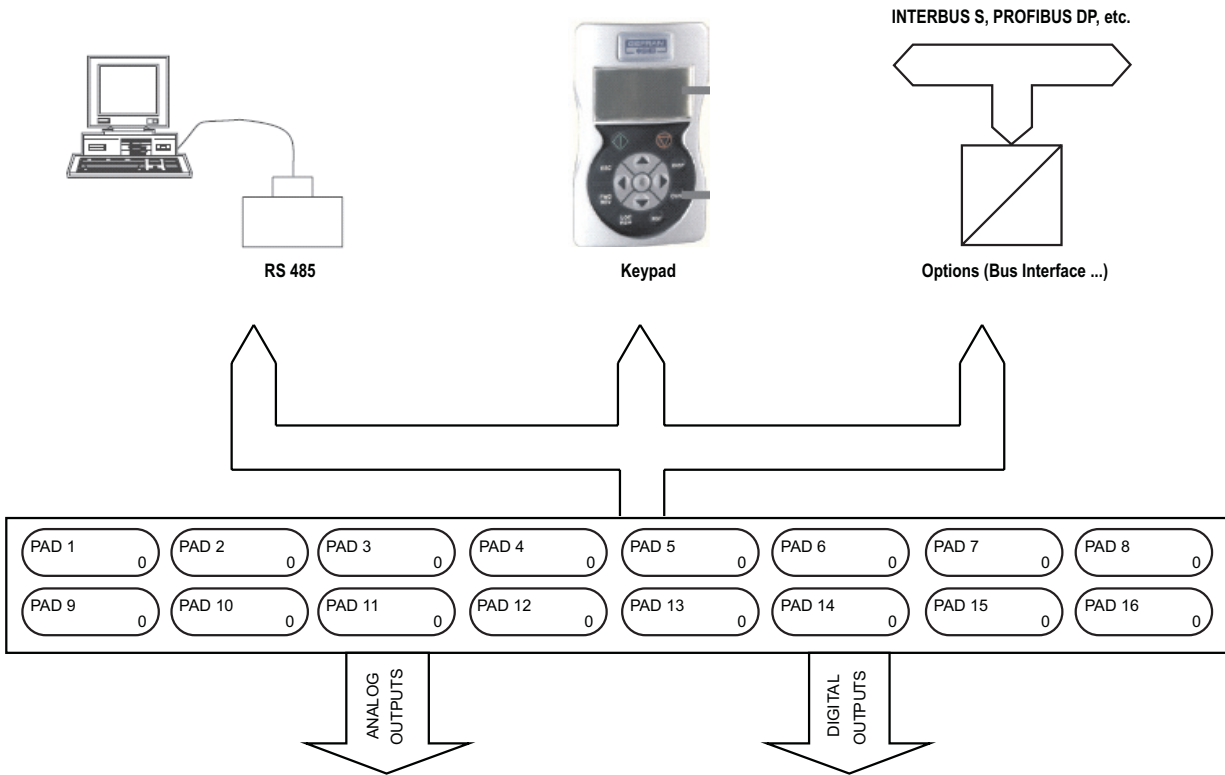 INTERBUS S, PROFIBUS DP, etc.
GEFRAN
ESC
RS 485
Keypad
Options (Bus Interface ...)
PAD 1 0
PAD 2 0
PAD 3 0
PAD 4 0
PAD 5 0
PAD 6 0
PAD 7 0
PAD 8 0
PAD 9 0
PAD 10 0
PAD 11 0
PAD 12 0
PAD 13 0
PAD 14 0
PAD 15 0
PAD 16 0
ANALOG
OUTPUTS
DIGITAL
OUTPUTS